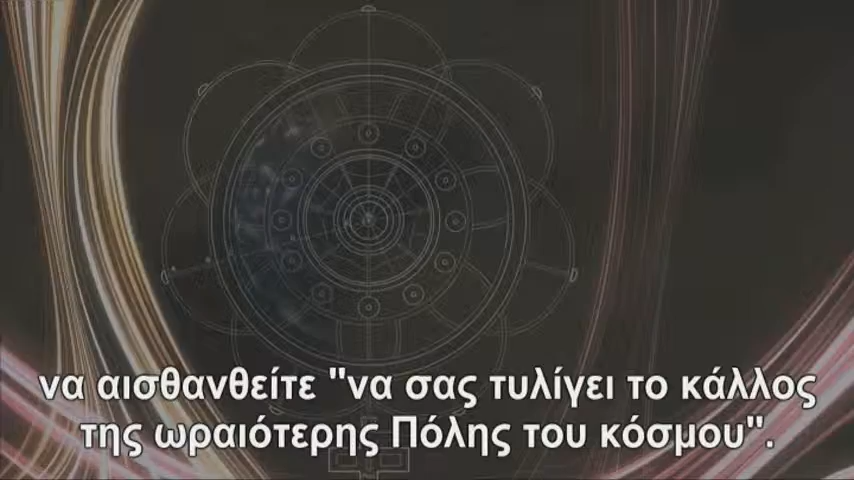 να αισθανθείτε "να σας τυλίγει το κάλλος
της ωραιότερης Πόλης του κόσμου".